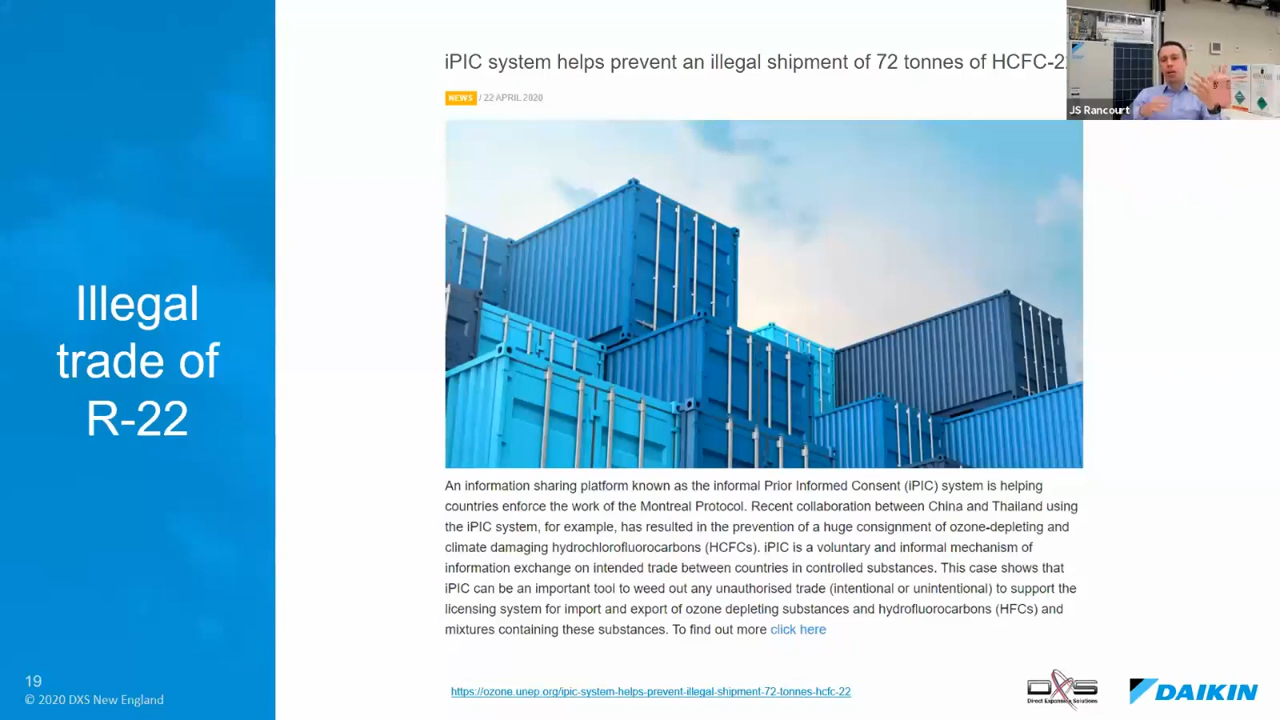 iPIC system helps prevent an illegal shipment of 72 tonnes of HCFC-2
NEWS / 22 APRIL 2020
JS Rancourt
Illegal
trade of
R-22
An information sharing platform known as the informal Prior Informed Consent (iPIC) system is helping
countries enforce the work of the Montreal Protocol. Recent collaboration between China and Thailand using
the iPIC system, for example, has resulted in the prevention of a huge consignment of ozone-depleting and
climate damaging hydrochlorofluorocarbons (HCFCs). iPIC is a voluntary and informal mechanism of
information exchange on intended trade between countries in controlled substances. This case shows that
iPIC can be an important tool to weed out any unauthorised trade (intentional or unintentional) to support the
licensing system for import and export of ozone depleting substances and hydrofluorocarbons (HFCs) and
mixtures containing these substances. To find out more click here
19
© 2020 DXS New England
https://ozone.unep.org/ipic-system-helps-prevent-illegal-shipment-72-tonnes-hcfc-22
DXS
Direct Expansion Solutions
DAIKIN